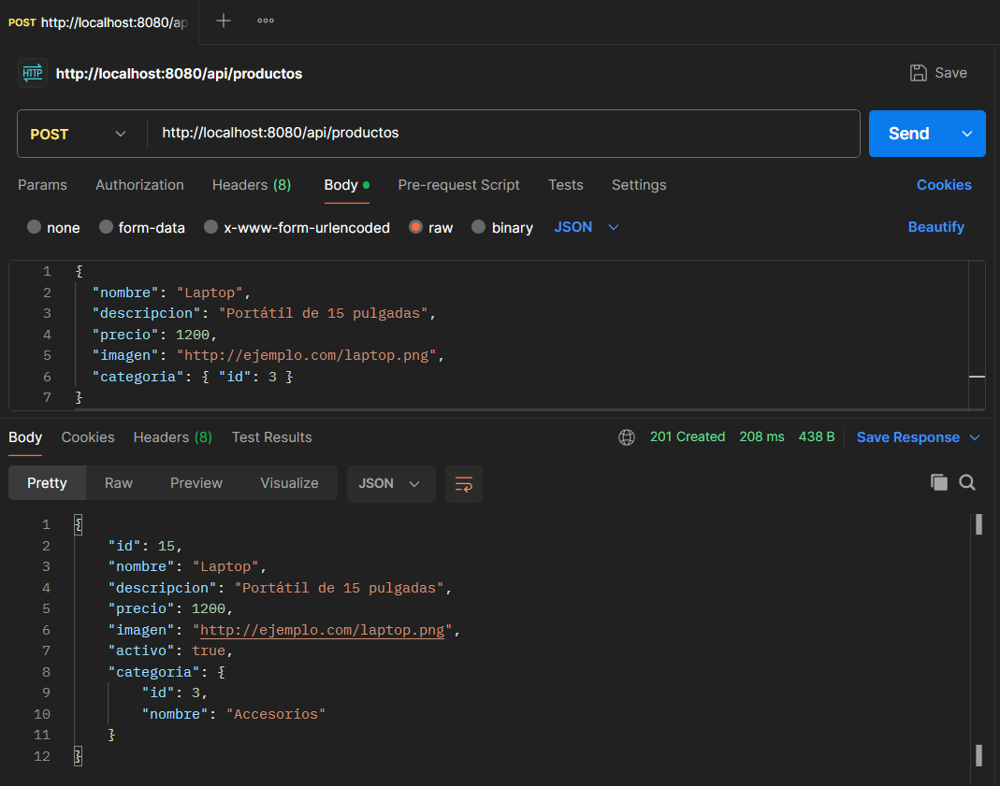 POST http://localhost:8080/ap
HTTP http://localhost:8080/api/productos Save
POST http://localhost:8080/api/productos Send
Params Authorization Headers (8) Body Pre-request Script Tests Settings Cookies
none form-data x-www-form-urlencoded raw binary JSON Beautify
1 {
2 "nombre": "Laptop",
3 "descripcion": "Portátil de 15 pulgadas",
4 "precio": 1200,
5 "imagen": "http://ejemplo.com/laptop.png",
6 "categoria": { "id": 3 }
7 }
Body Cookies Headers (8) Test Results 201 Created 208 ms 438 B Save Response
Pretty Raw Preview Visualize JSON
1 {
2 "id": 15,
3 "nombre": "Laptop",
4 "descripcion": "Portátil de 15 pulgadas",
5 "precio": 1200,
6 "imagen": "http://ejemplo.com/laptop.png",
7 "activo": true,
8 "categoria": {
9 "id": 3,
10 "nombre": "Accesorios"
11 }
12 }